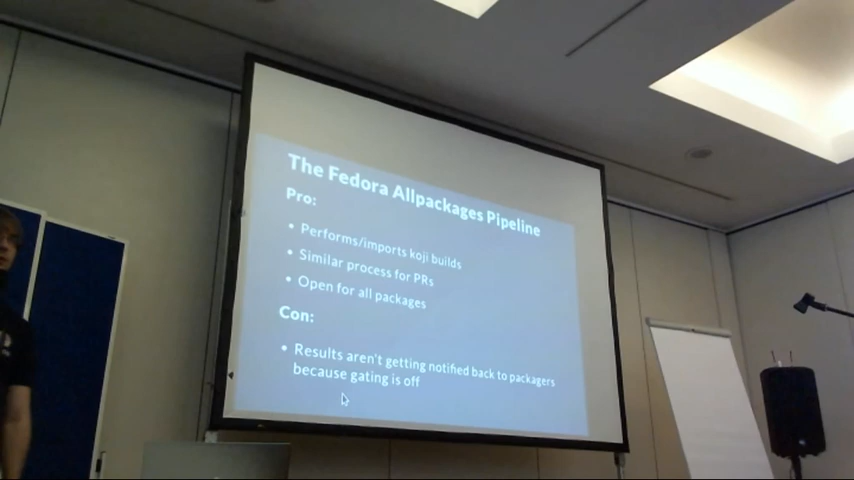 The Fedora Allpackages Pipeline
Pro:
• Performs/imports koji builds
• Similar process for PRs
• Open for all packages
Con:
• Results aren't getting notified back to packagers
because gating is off